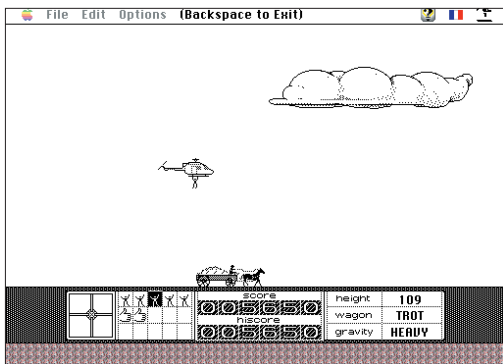 File Edit Options (Backspace to Exit)
score
005650
hiscore
005650
height 109
wagon TROT
gravity HEAVY